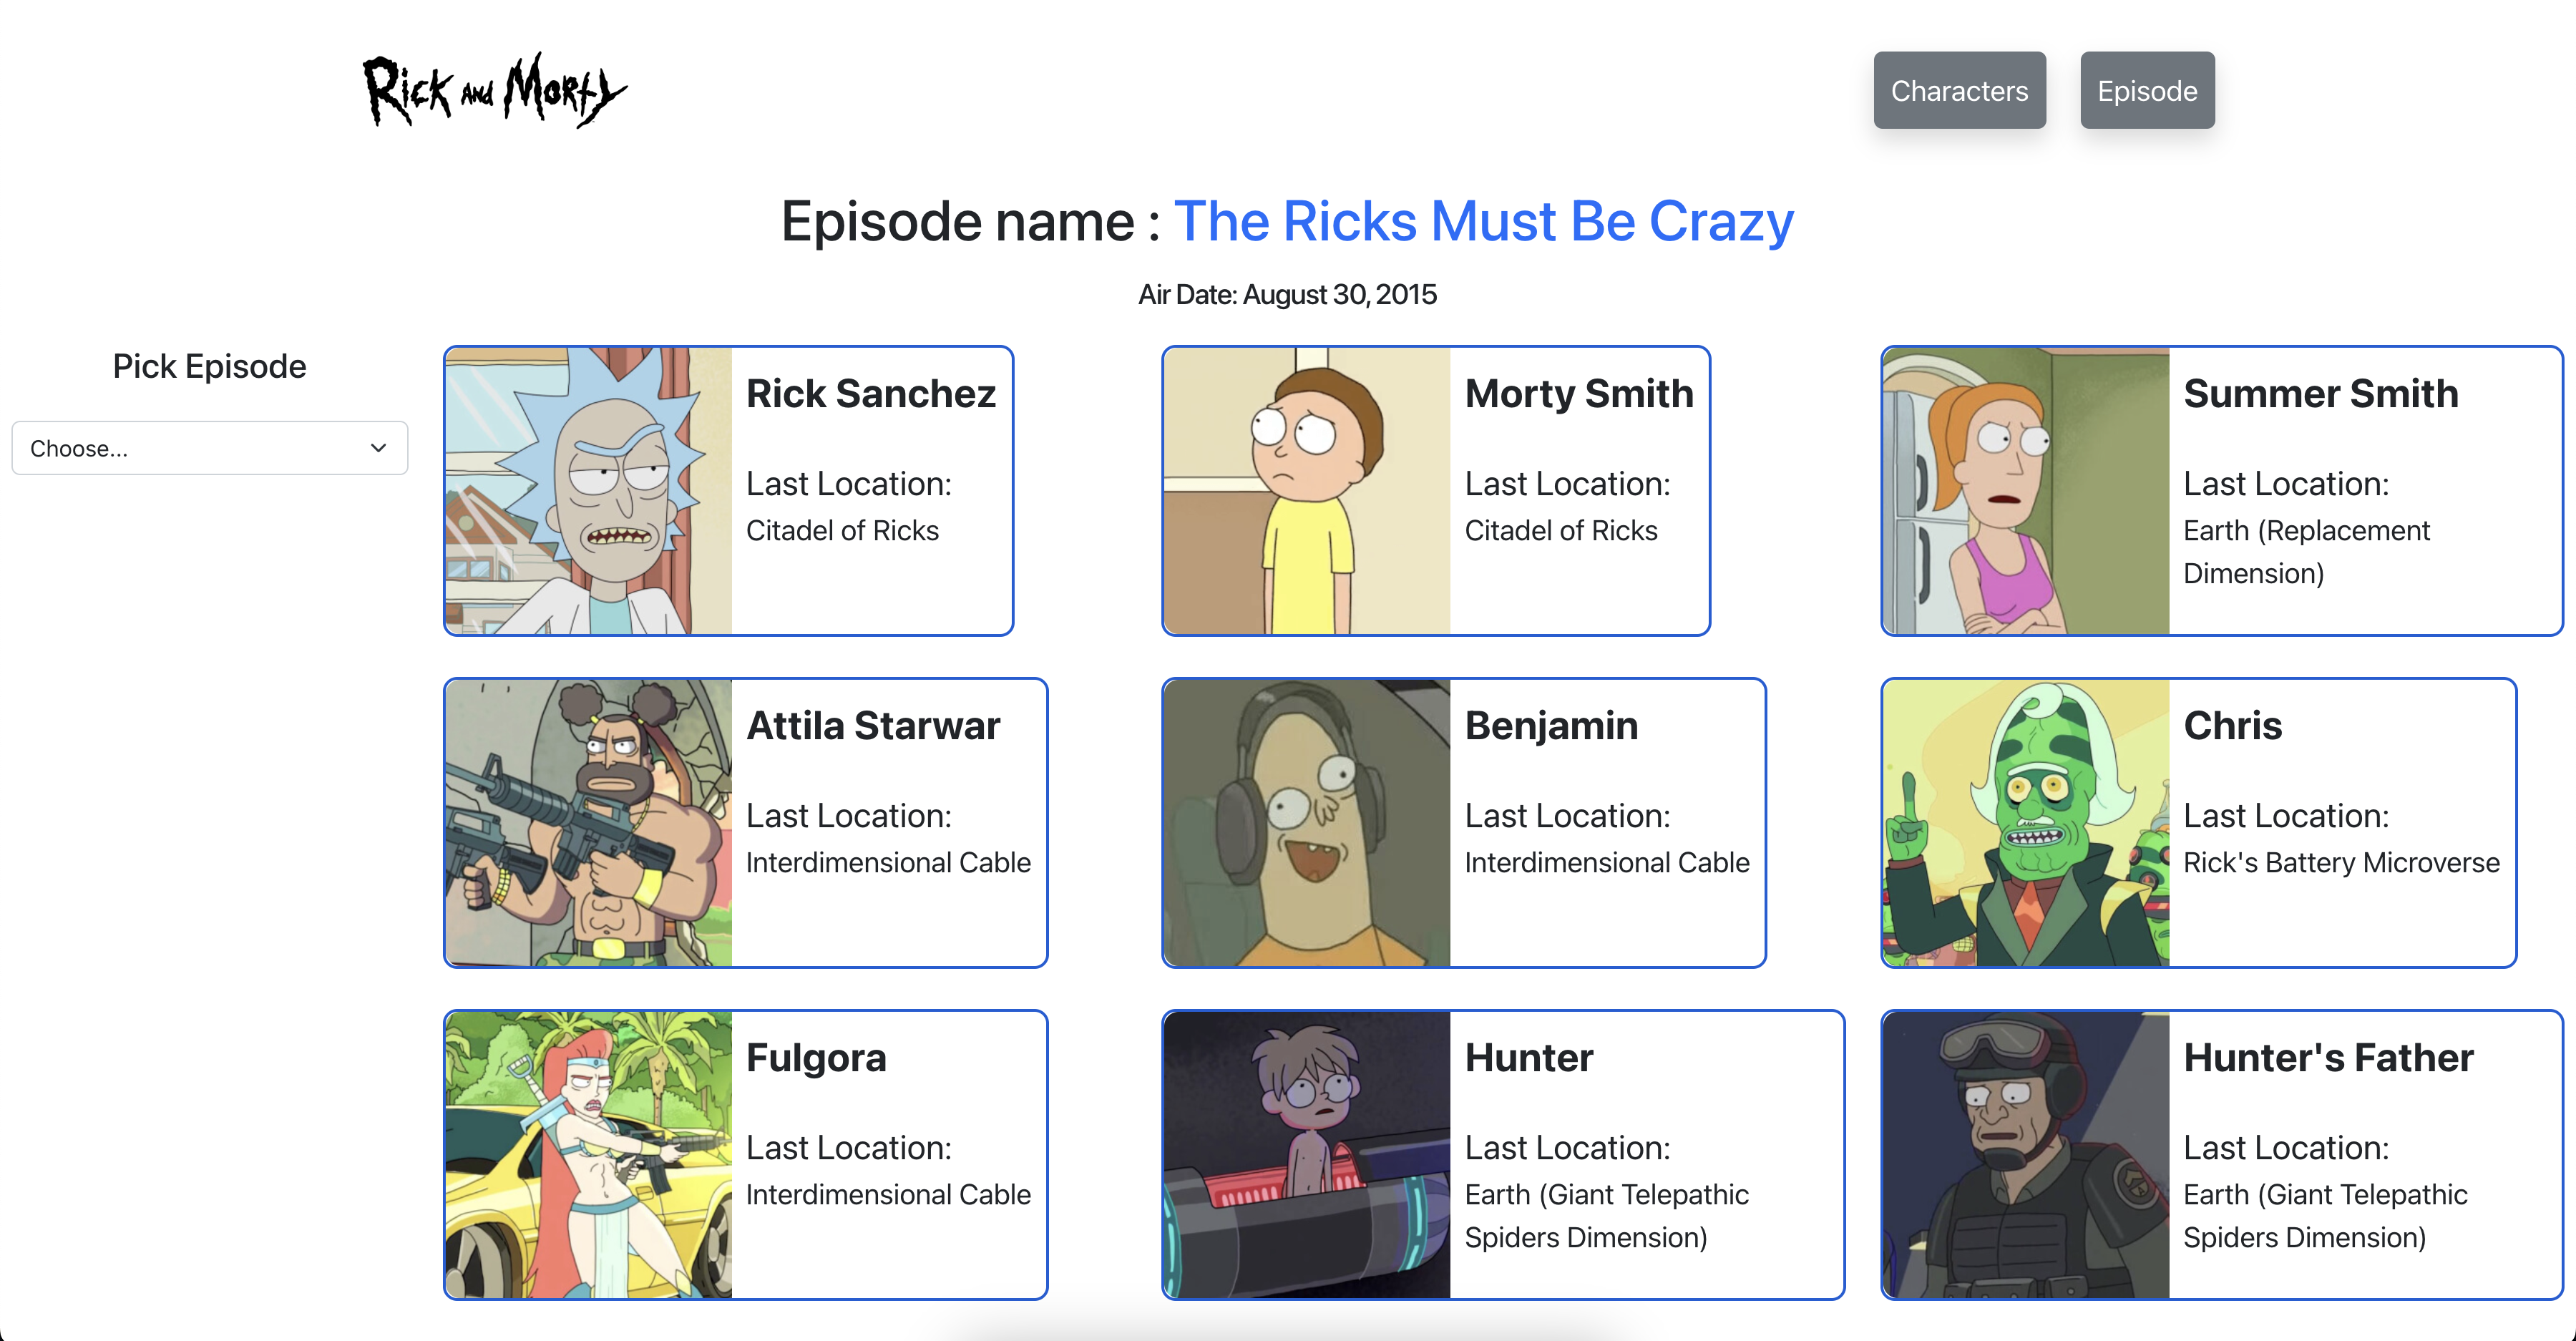 Rick and Morty
Characters
Episode
Episode name : The Ricks Must Be Crazy
Air Date: August 30, 2015
Pick Episode
Choose...
Rick Sanchez
Last Location:
Citadel of Ricks
Morty Smith
Last Location:
Citadel of Ricks
Summer Smith
Last Location:
Earth (Replacement
Dimension)
Attila Starwar
Last Location:
Interdimensional Cable
Benjamin
Last Location:
Interdimensional Cable
Chris
Last Location:
Rick's Battery Microverse
Fulgora
Last Location:
Interdimensional Cable
Hunter
Last Location:
Earth (Giant Telepathic
Spiders Dimension)
Hunter's Father
Last Location:
Earth (Giant Telepathic
Spiders Dimension)